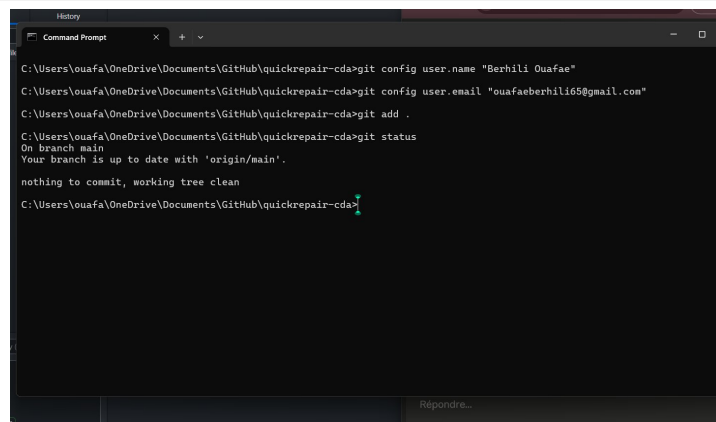 History
Command Prompt
C:\Users\ouafa\OneDrive\Documents\GitHub\quickrepair-cda>git config user.name "Berhili Ouafae"
C:\Users\ouafa\OneDrive\Documents\GitHub\quickrepair-cda>git config user.email "ouafaeberhili65@gmail.com"
C:\Users\ouafa\OneDrive\Documents\GitHub\quickrepair-cda>git add .
C:\Users\ouafa\OneDrive\Documents\GitHub\quickrepair-cda>git status
On branch main
Your branch is up to date with 'origin/main'.
nothing to commit, working tree clean
C:\Users\ouafa\OneDrive\Documents\GitHub\quickrepair-cda>
Répondre...